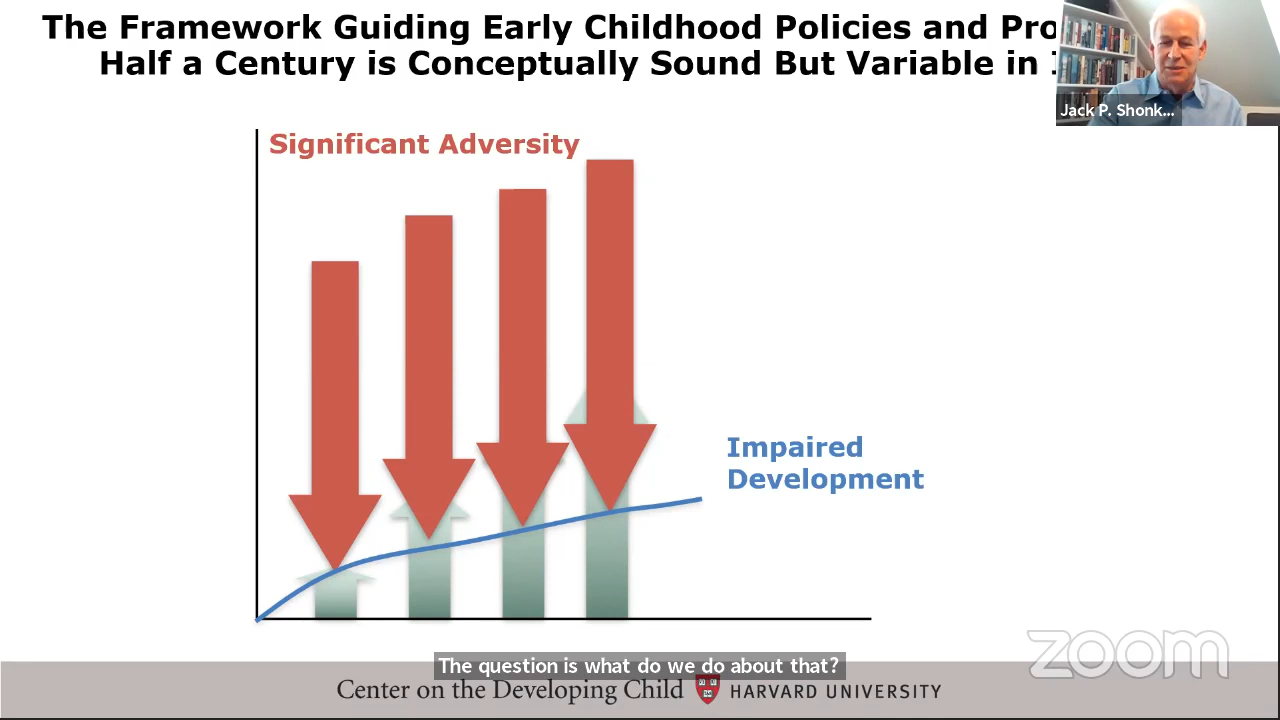 The Framework Guiding Early Childhood Policies and Pro
Half a Century is Conceptually Sound But Variable in I
Jack P. Shonk...
Significant Adversity
Impaired
Development
zoom
The question is what do we do about that?
Center on the Developing Child HARVARD UNIVERSITY